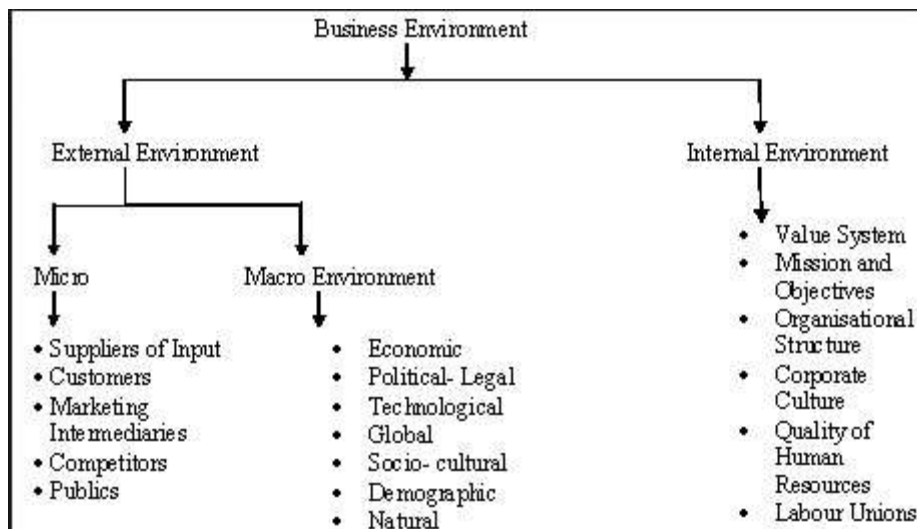 Business Environment
External Environment
Internal Environment
Micro
Macro Environment
• Suppliers of Input
• Customers
• Marketing
Intermediaries
• Competitors
• Publics
• Economic
• Political- Legal
• Technological
• Global
• Socio- cultural
• Demographic
• Natural
• Value System
• Mission and
Objectives
• Organisational
Structure
• Corporate
Culture
• Quality of
Human
Resources
• Labour Unions